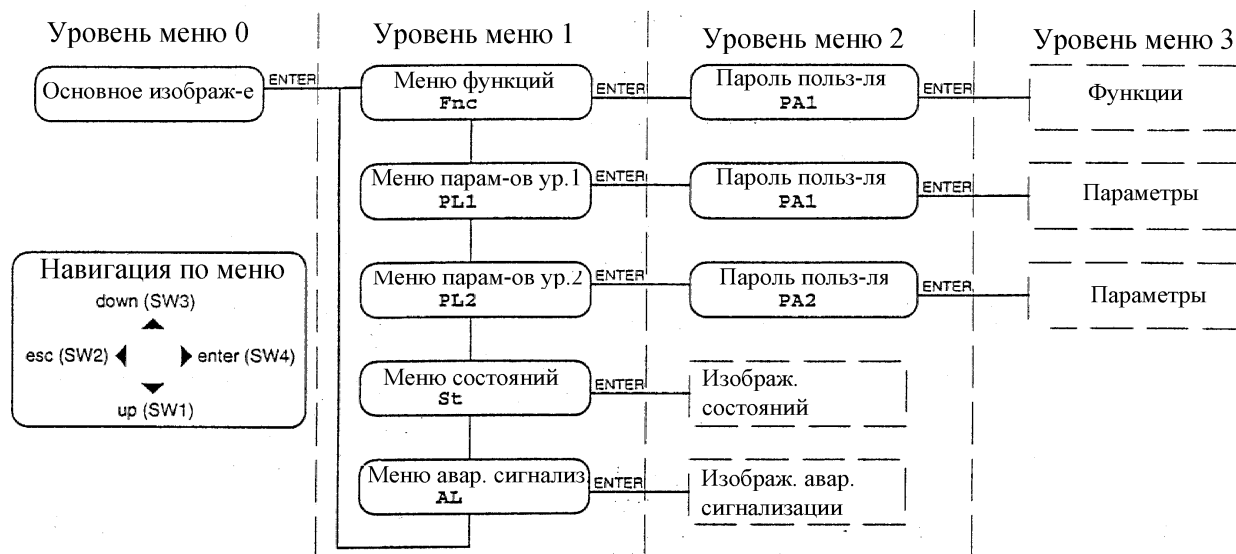 Уровень меню 0
Уровень меню 1
Уровень меню 2
Уровень меню 3
Основное изображ-е
ENTER
Меню функций
Fnc
ENTER
Пароль польз-ля
PA1
ENTER
Функции
Меню парам-ов ур.1
PL1
ENTER
Пароль польз-ля
PA1
ENTER
Параметры
Навигация по меню
down (SW3)
esc (SW2)
enter (SW4)
up (SW1)
Меню парам-ов ур.2
PL2
ENTER
Пароль польз-ля
PA2
ENTER
Параметры
Меню состояний
St
ENTER
Изображ.
состояний
Меню авар. сигнализ.
AL
ENTER
Изображ. авар.
сигнализации